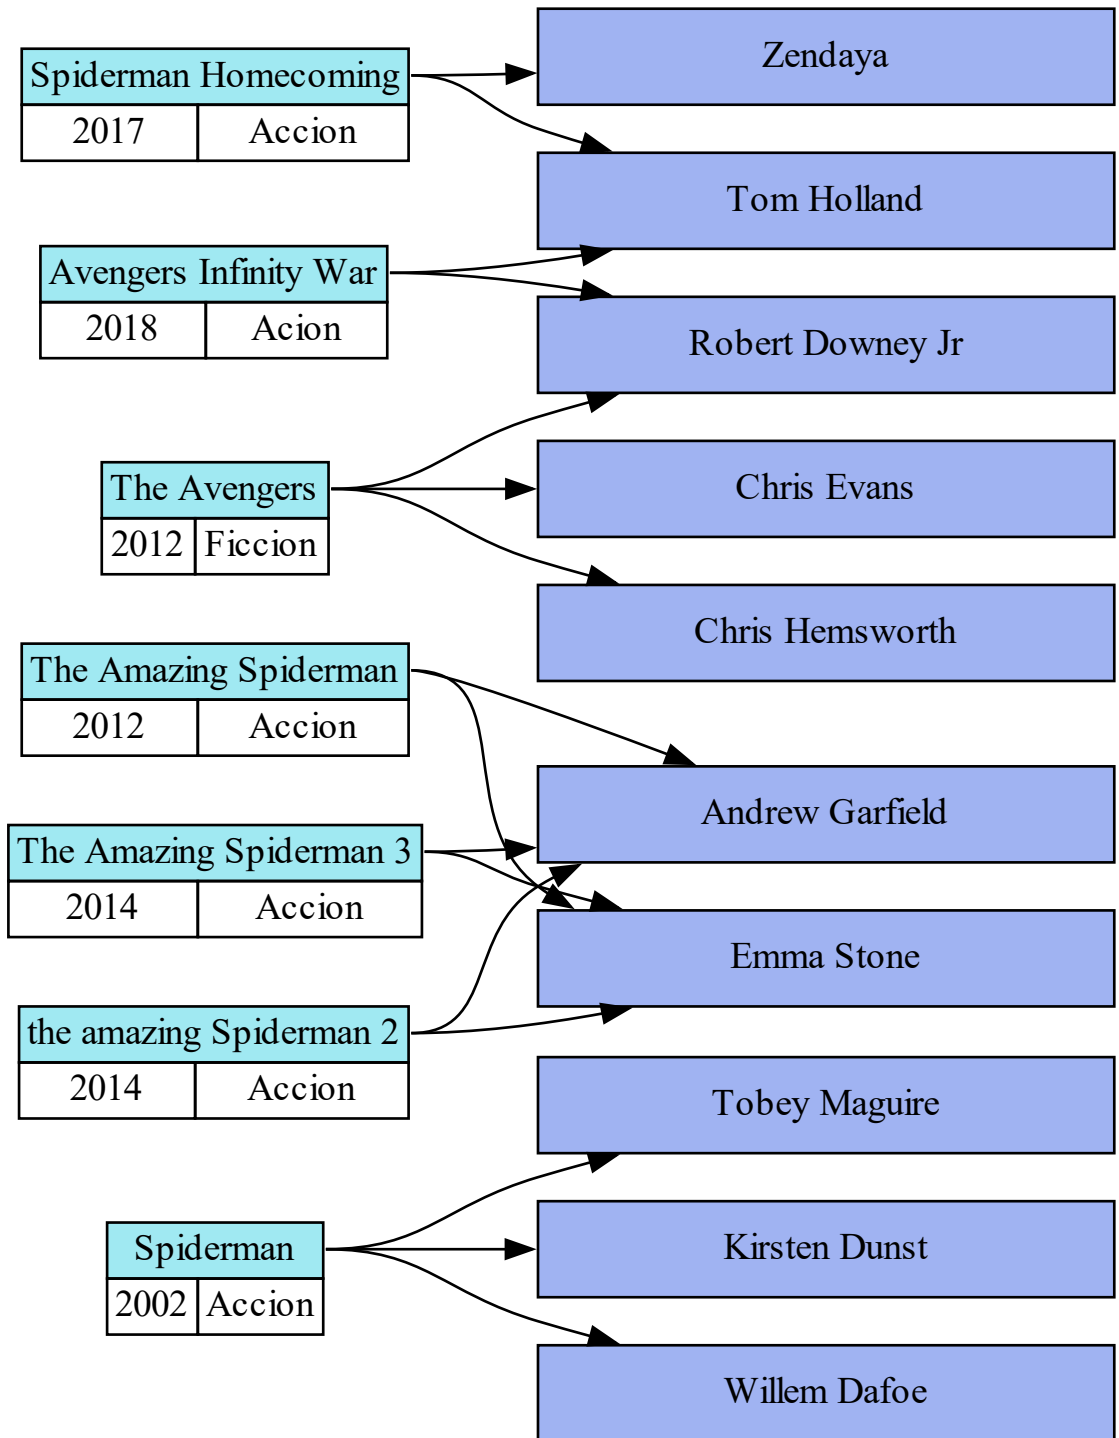 Spiderman Homecoming
2017 Accion
Avengers Infinity War
2018 Acion
The Avengers
2012 Ficcion
The Amazing Spiderman
2012 Accion
The Amazing Spiderman 3
2014 Accion
the amazing Spiderman 2
2014 Accion
Spiderman
2002 Accion
Zendaya
Tom Holland
Robert Downey Jr
Chris Evans
Chris Hemsworth
Andrew Garfield
Emma Stone
Tobey Maguire
Kirsten Dunst
Willem Dafoe